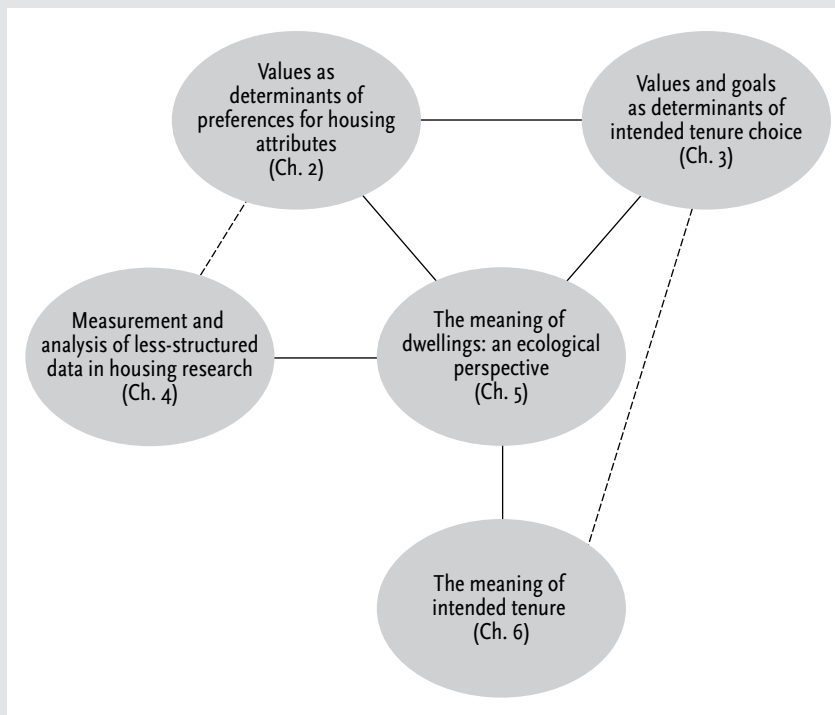 Values as
determinants of
preferences for housing
attributes
(Ch. 2)
Values and goals
as determinants of
intended tenure choice
(Ch. 3)
Measurement and
analysis of less-structured
data in housing research
(Ch. 4)
The meaning of
dwellings: an ecological
perspective
(Ch. 5)
The meaning of
intended tenure
(Ch. 6)